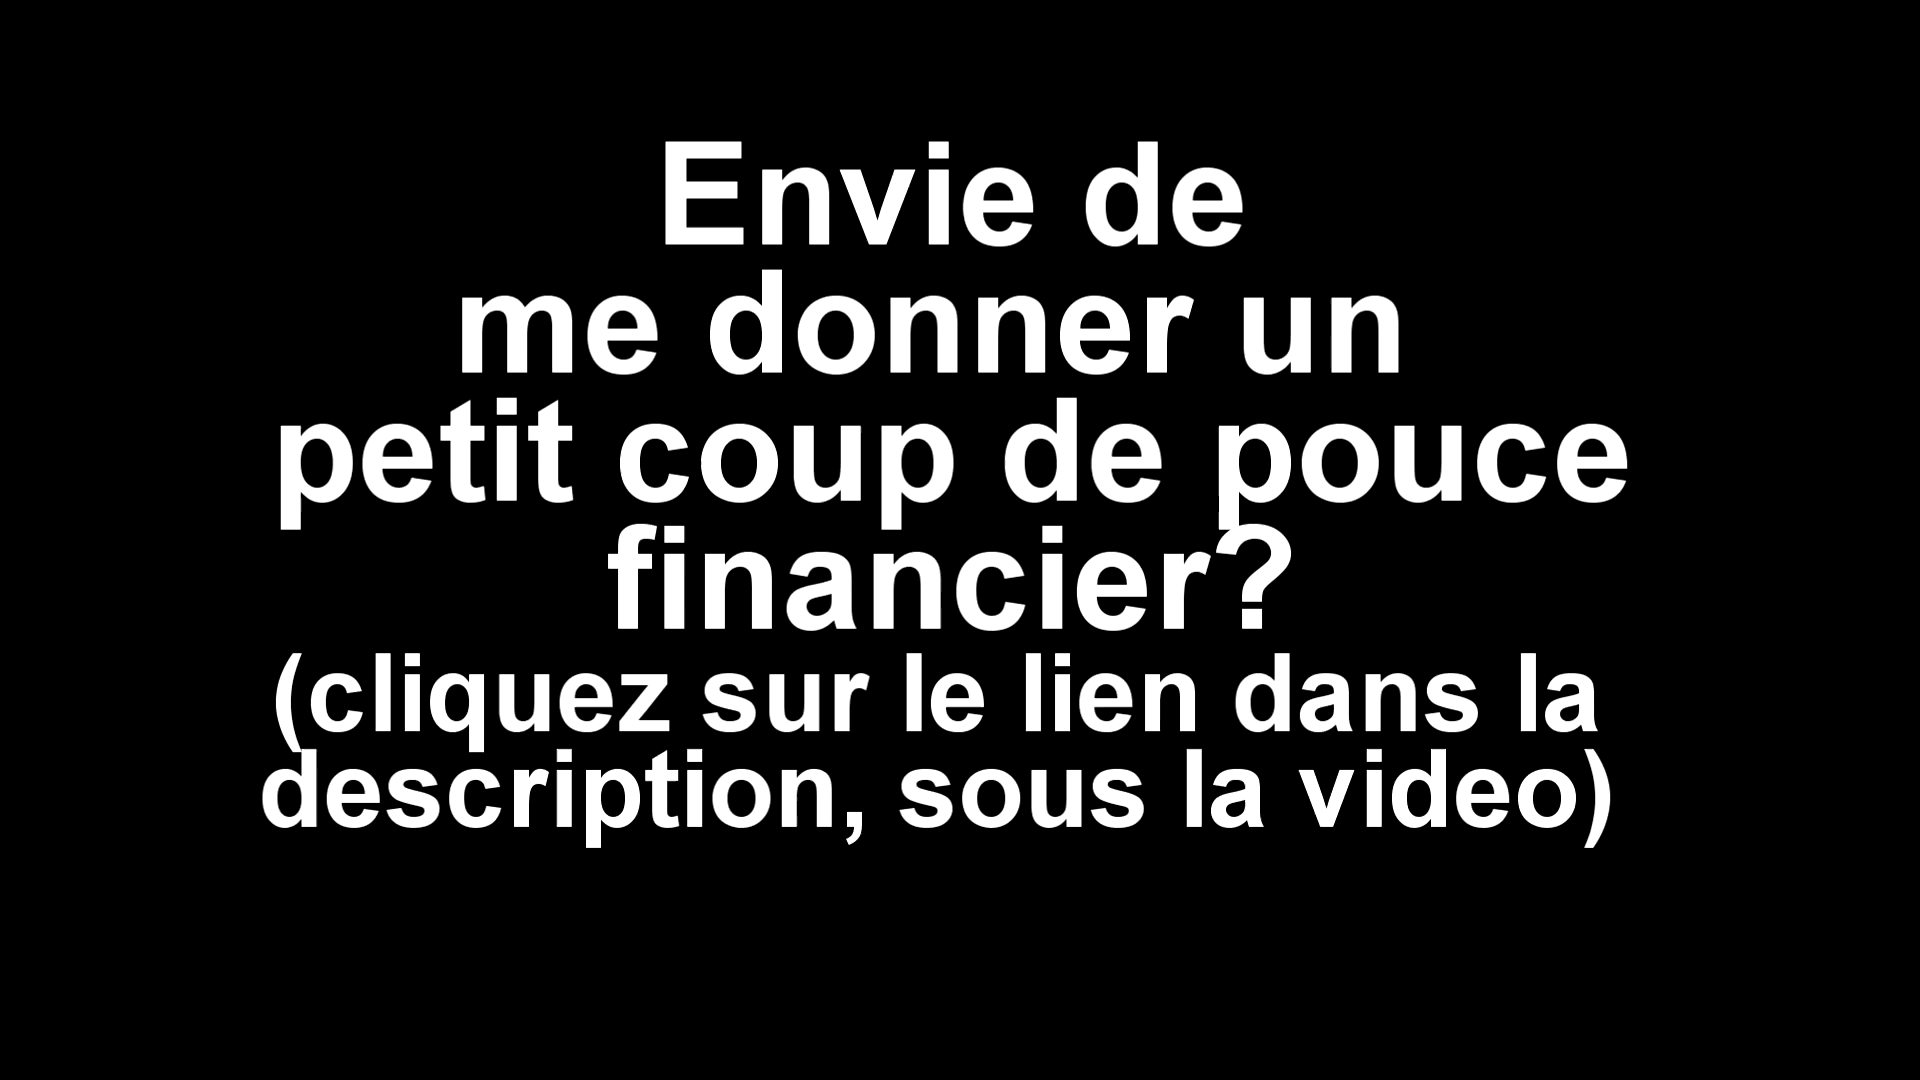 Envie de
me donner un
petit coup de pouce
financier?
(cliquez sur le lien dans la
description, sous la video)